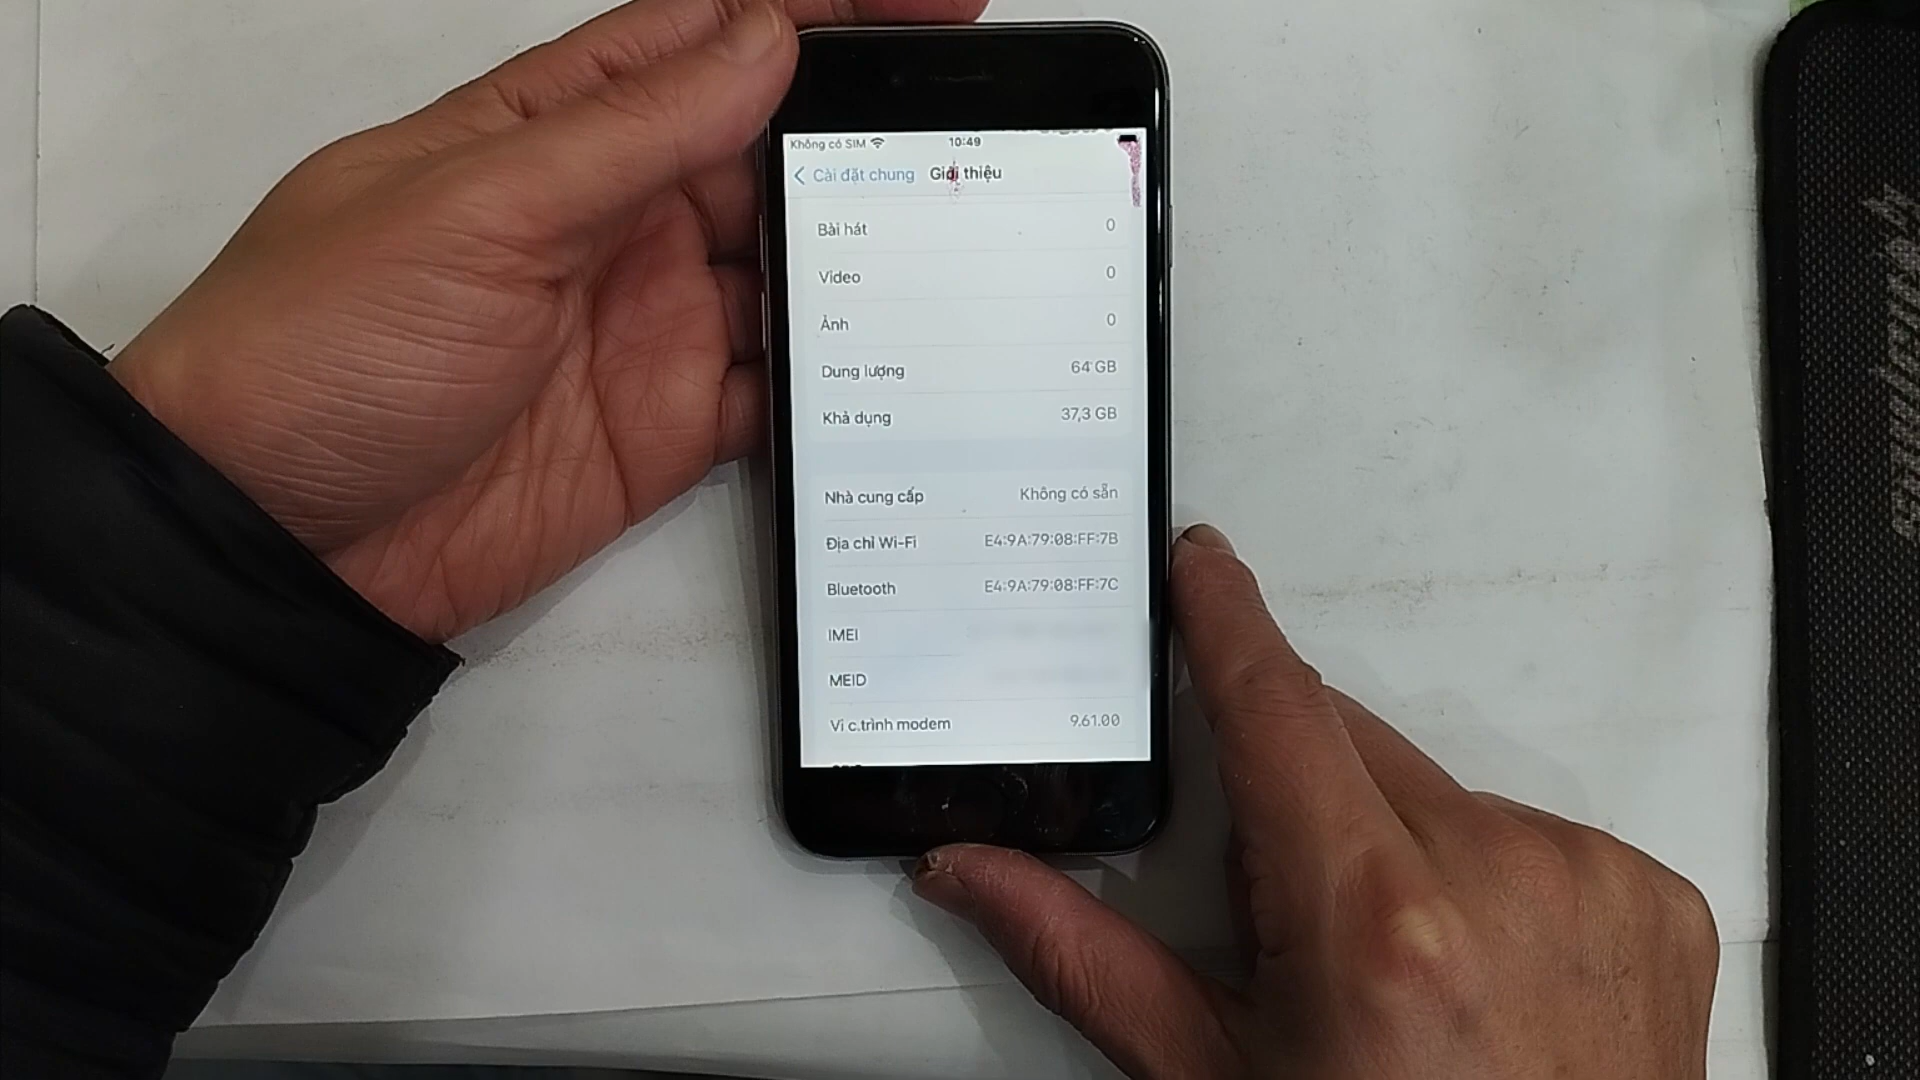 Không có SIM 10:49
Cài đặt chung Giới thiệu
Bài hát 0
Video 0
Ảnh 0
Dung lượng 64 GB
Khả dụng 37,3 GB
Nhà cung cấp Không có sẵn
Địa chỉ Wi-Fi E4:9A:79:08:FF:7B
Bluetooth E4:9A:79:08:FF:7C
IMEI
MEID
Vi c.trình modem 9.61.00